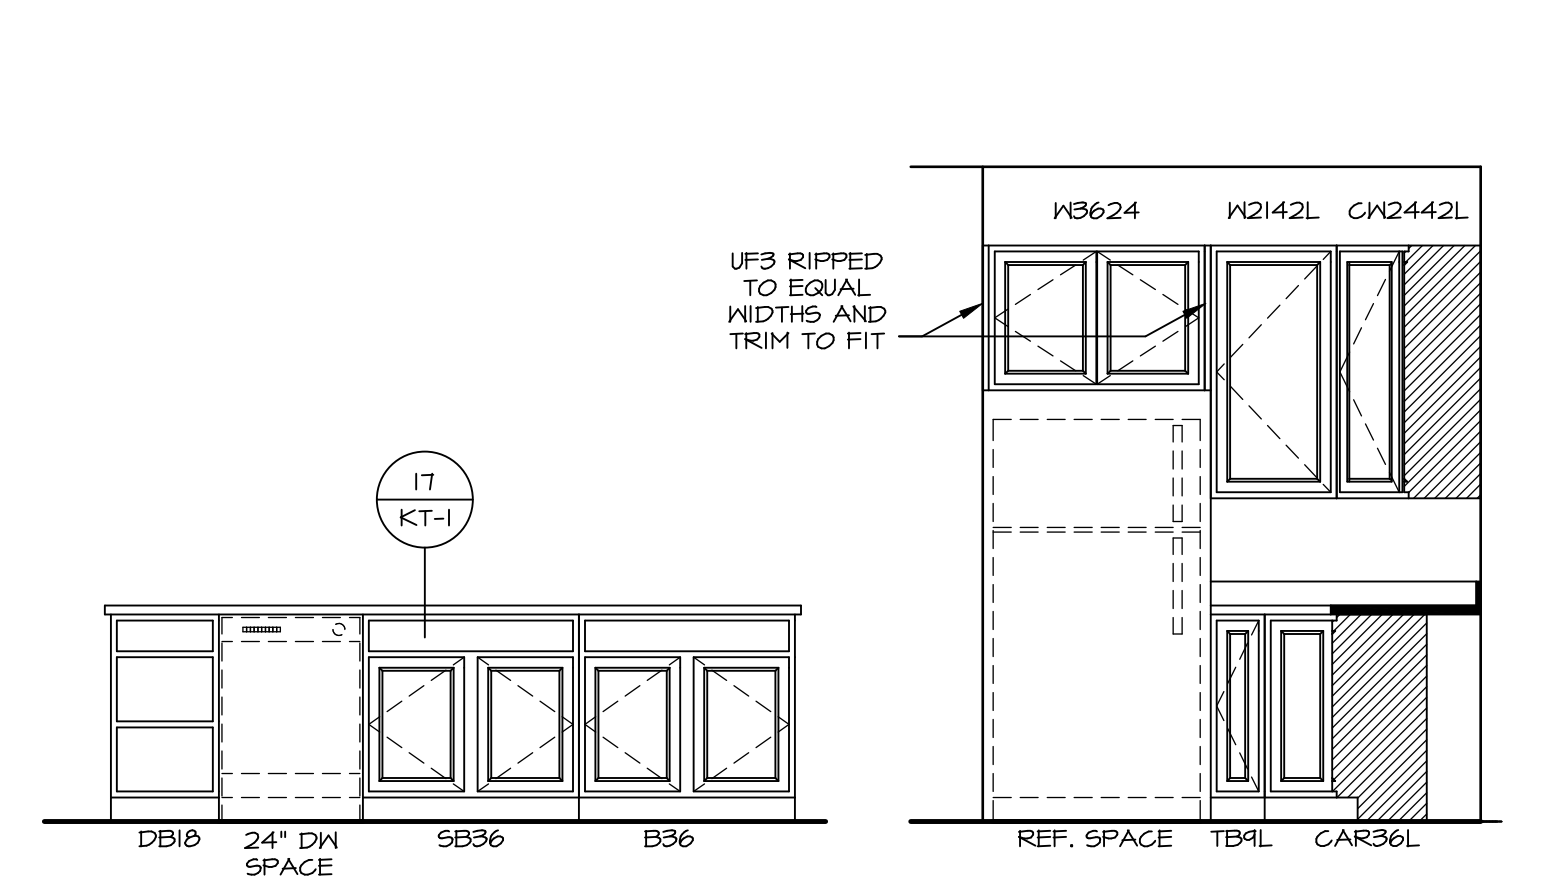 W3624
W2142L
CW2442L
UF3 RIPPED
TO EQUAL
WIDTHS AND
TRIM TO FIT
17
KT-1
DB18
24" DW
SPACE
SB36
B36
REF. SPACE
TB9L
CAR36L